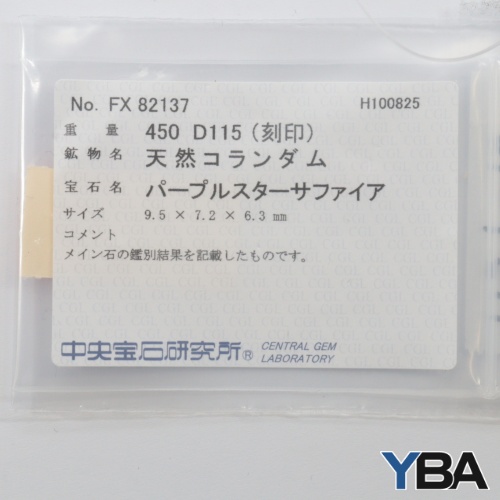 No. FX 82137 H100825
重量 450 D115 (刻印)
鉱物名 天然コランダム
宝石名 パープルスターサファイア
サイズ 9.5 × 7.2 × 6.3 mm
コメント
メイン石の鑑別結果を記載したものです。
中央宝石研究所® CENTRAL GEM
LABORATORY
YBA